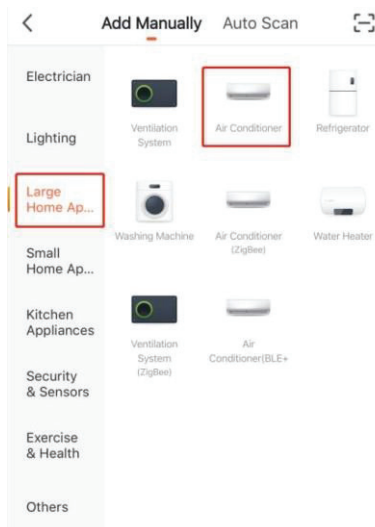 Add Manually
Auto Scan
Electrician
Lighting
Large
Home Ap...
Small
Home Ap...
Kitchen
Appliances
Security
& Sensors
Exercise
& Health
Others
Ventilation
System
Air Conditioner
Refrigerator
Washing Machine
Air Conditioner
(ZigBee)
Water Heater
Ventilation
System
(ZigBee)
Air
Conditioner(BLE+